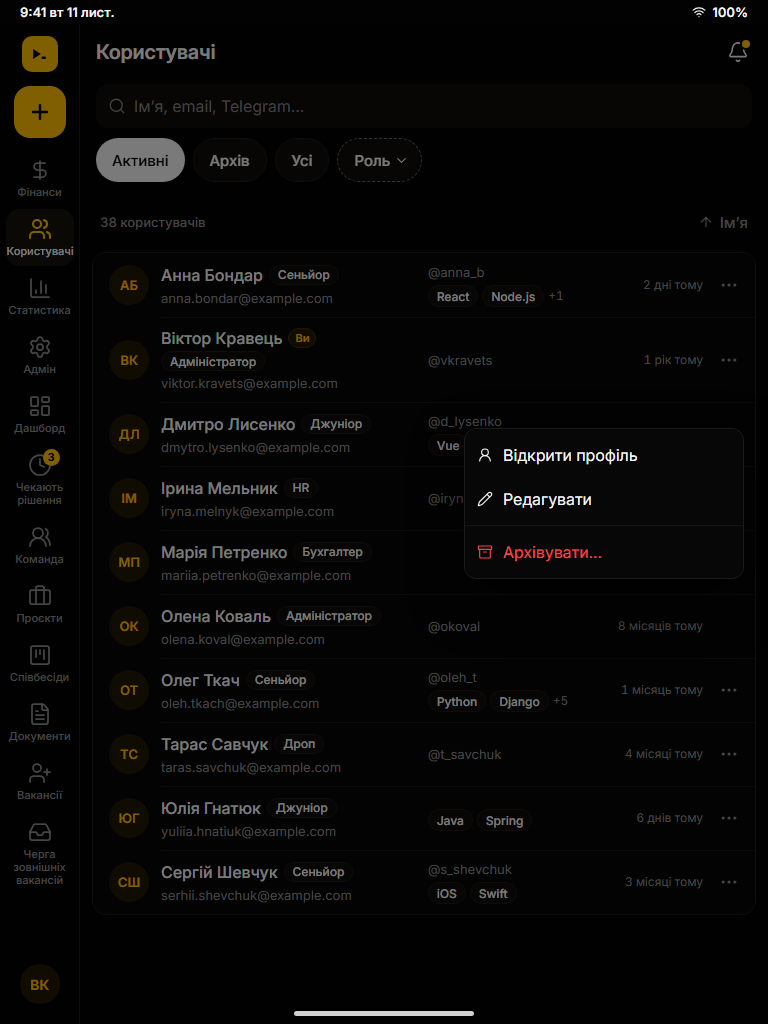 9:41 вт 11 лист.
100%
Користувачі
Ім'я, email, Telegram...
Активні
Архів
Усі
Роль
38 користувачів
Ім'я
Фінанси
Користувачі
Статистика
Адмін
Дашборд
3
Чекають
рішення
Команда
Проєкти
Співбесіди
Документи
Вакансії
Черга
зовнішніх
вакансій
ВК
АБ
Анна Бондар Сеньйор
anna.bondar@example.com
@anna_b
React Node.js +1
2 дні тому
ВК
Віктор Кравець Ви
Адміністратор
viktor.kravets@example.com
@vkravets
1 рік тому
ДЛ
Дмитро Лисенко Джуніор
dmytro.lysenko@example.com
@d_lysenko
Vue
ІМ
Ірина Мельник HR
iryna.melnyk@example.com
@iryn
Відкрити профіль
Редагувати
Архівувати...
МП
Марія Петренко Бухгалтер
mariia.petrenko@example.com
ОК
Олена Коваль Адміністратор
olena.koval@example.com
@okoval
8 місяців тому
ОТ
Олег Ткач Сеньйор
oleh.tkach@example.com
@oleh_t
Python Django +5
1 місяць тому
ТС
Тарас Савчук Дроп
taras.savchuk@example.com
@t_savchuk
4 місяці тому
ЮГ
Юлія Гнатюк Джуніор
yuliia.hnatiuk@example.com
Java Spring
6 днів тому
СШ
Сергій Шевчук Сеньйор
serhii.shevchuk@example.com
@s_shevchuk
iOS Swift
3 місяці тому